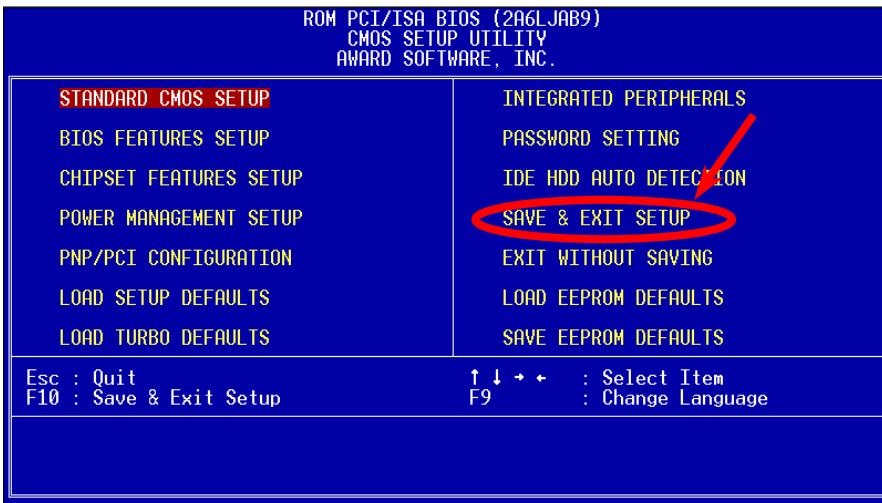 ROM PCI/ISA BIOS (2A6LJAB9)
CMOS SETUP UTILITY
AWARD SOFTWARE, INC.
STANDARD CMOS SETUP
BIOS FEATURES SETUP
CHIPSET FEATURES SETUP
POWER MANAGEMENT SETUP
PNP/PCI CONFIGURATION
LOAD SETUP DEFAULTS
LOAD TURBO DEFAULTS
INTEGRATED PERIPHERALS
PASSWORD SETTING
IDE HDD AUTO DETECTION
SAVE & EXIT SETUP
EXIT WITHOUT SAVING
LOAD EEPROM DEFAULTS
SAVE EEPROM DEFAULTS
Esc : Quit
F10 : Save & Exit Setup
↑ ↓ → ← : Select Item
F9 : Change Language